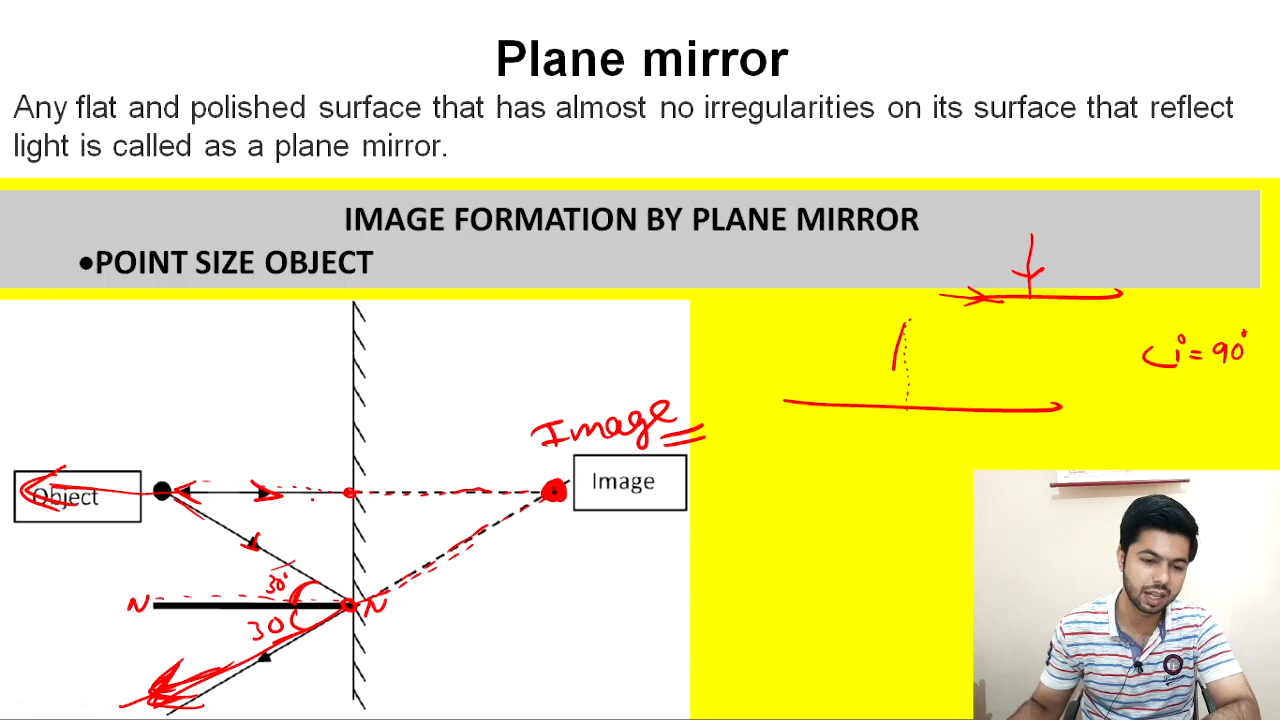 Plane mirror
Any flat and polished surface that has almost no irregularities on its surface that reflect
light is called as a plane mirror.
IMAGE FORMATION BY PLANE MIRROR
•POINT SIZE OBJECT
i = 90°
Image
Object
Image
30°
N
N
30